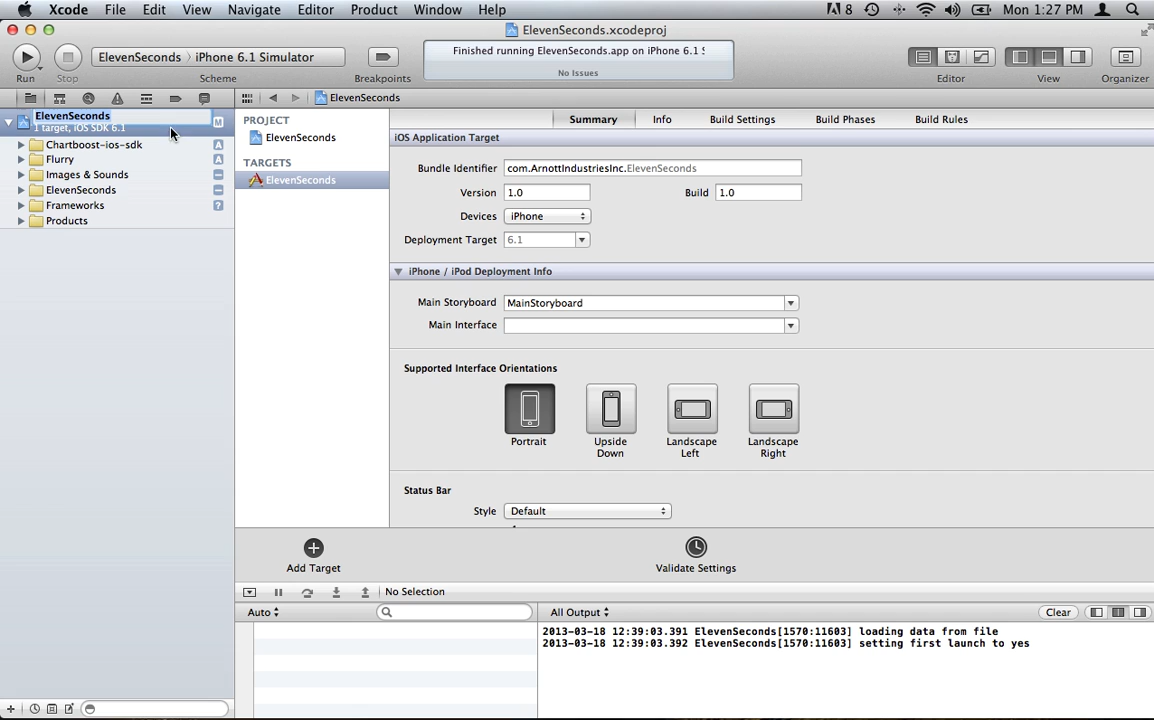 Xcode File Edit View Navigate Editor Product Window Help 8 Mon 1:27 PM
ElevenSeconds.xcodeproj
ElevenSeconds › iPhone 6.1 Simulator
Finished running ElevenSeconds.app on iPhone 6.1 S
No Issues
Run Stop Scheme Breakpoints Editor View Organizer
ElevenSeconds
ElevenSeconds
1 target, iOS SDK 6.1
M
Chartboost-ios-sdk A
Flurry A
Images & Sounds
ElevenSeconds
Frameworks ?
Products
PROJECT
ElevenSeconds
TARGETS
ElevenSeconds
Summary Info Build Settings Build Phases Build Rules
iOS Application Target
Bundle Identifier com.ArnottIndustriesInc.ElevenSeconds
Version 1.0 Build 1.0
Devices iPhone
Deployment Target 6.1
iPhone / iPod Deployment Info
Main Storyboard MainStoryboard
Main Interface
Supported Interface Orientations
Portrait
Upside Down
Landscape Left
Landscape Right
Status Bar
Style Default
Add Target Validate Settings
No Selection
Auto All Output Clear
2013-03-18 12:39:03.391 ElevenSeconds[1570:11603] loading data from file
2013-03-18 12:39:03.392 ElevenSeconds[1570:11603] setting first launch to yes